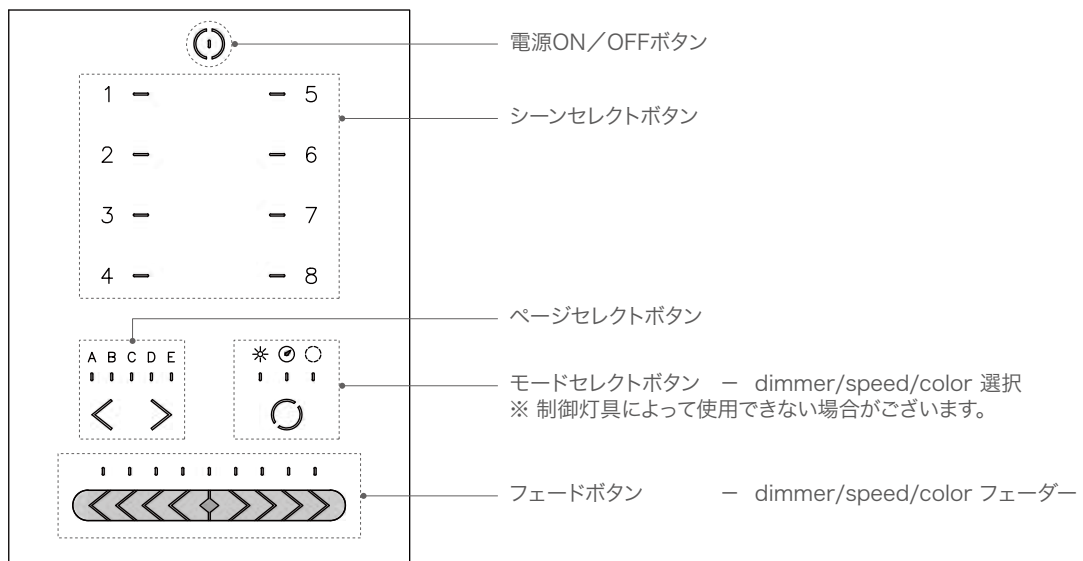 電源ON／OFFボタン
1 5
シーンセレクトボタン
2 6
3 7
4 8
ページセレクトボタン
A B C D E
モードセレクトボタン － dimmer/speed/color 選択
※ 制御灯具によって使用できない場合がございます。
フェードボタン － dimmer/speed/color フェーダー